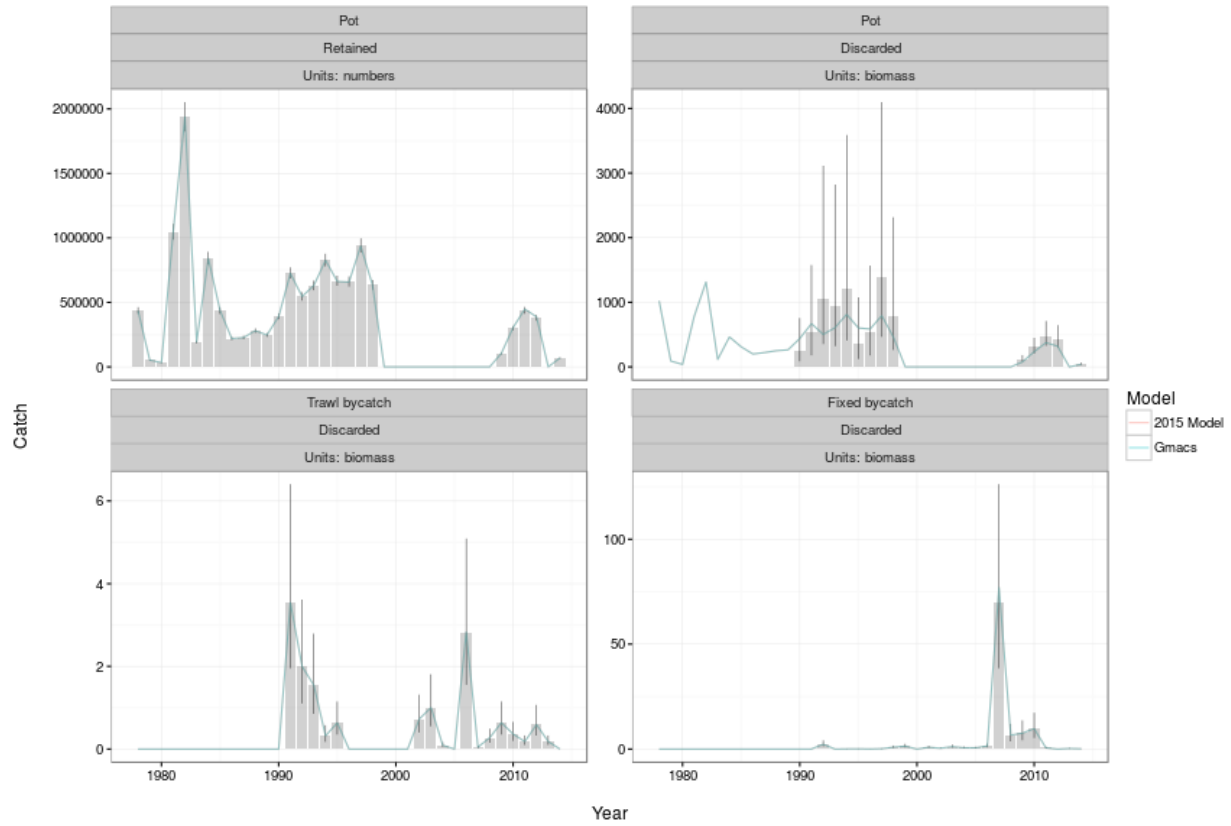 Pot
Retained
Units: numbers
2000000
1500000
1000000
500000
0
Pot
Discarded
Units: biomass
4000
3000
2000
1000
0
Trawl bycatch
Discarded
Units: biomass
6
4
2
0
1980 1990 2000 2010
Fixed bycatch
Discarded
Units: biomass
100
50
0
1980 1990 2000 2010
Catch
Year
Model
2015 Model
Gmacs